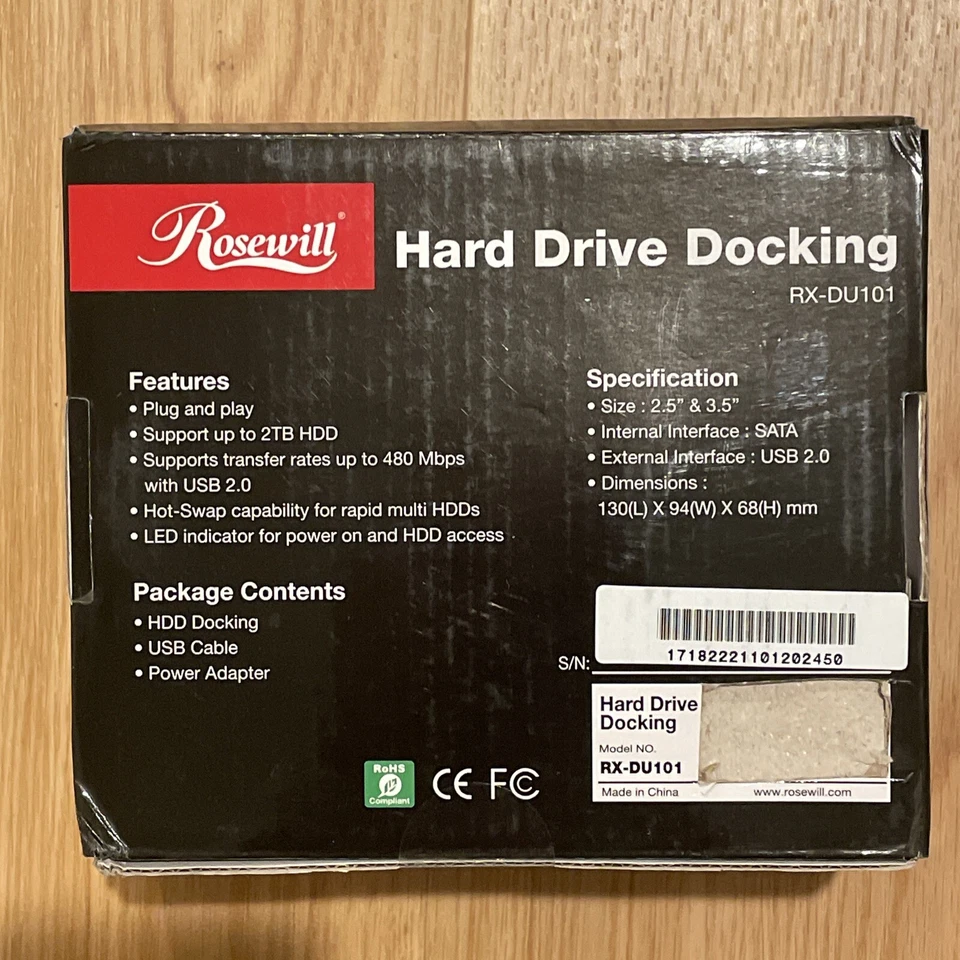 Rosewill®
Hard Drive Docking
RX-DU101
Features
• Plug and play
• Support up to 2TB HDD
• Supports transfer rates up to 480 Mbps
with USB 2.0
• Hot-Swap capability for rapid multi HDDs
• LED indicator for power on and HDD access
Package Contents
• HDD Docking
• USB Cable
• Power Adapter
Specification
• Size : 2.5” & 3.5”
• Internal Interface : SATA
• External Interface : USB 2.0
• Dimensions :
130(L) X 94(W) X 68(H) mm
S/N:
17182221101202450
Hard Drive
Docking
Model NO.
RX-DU101
Made in China
www.rosewill.com
RoHS
Compliant
CE FC